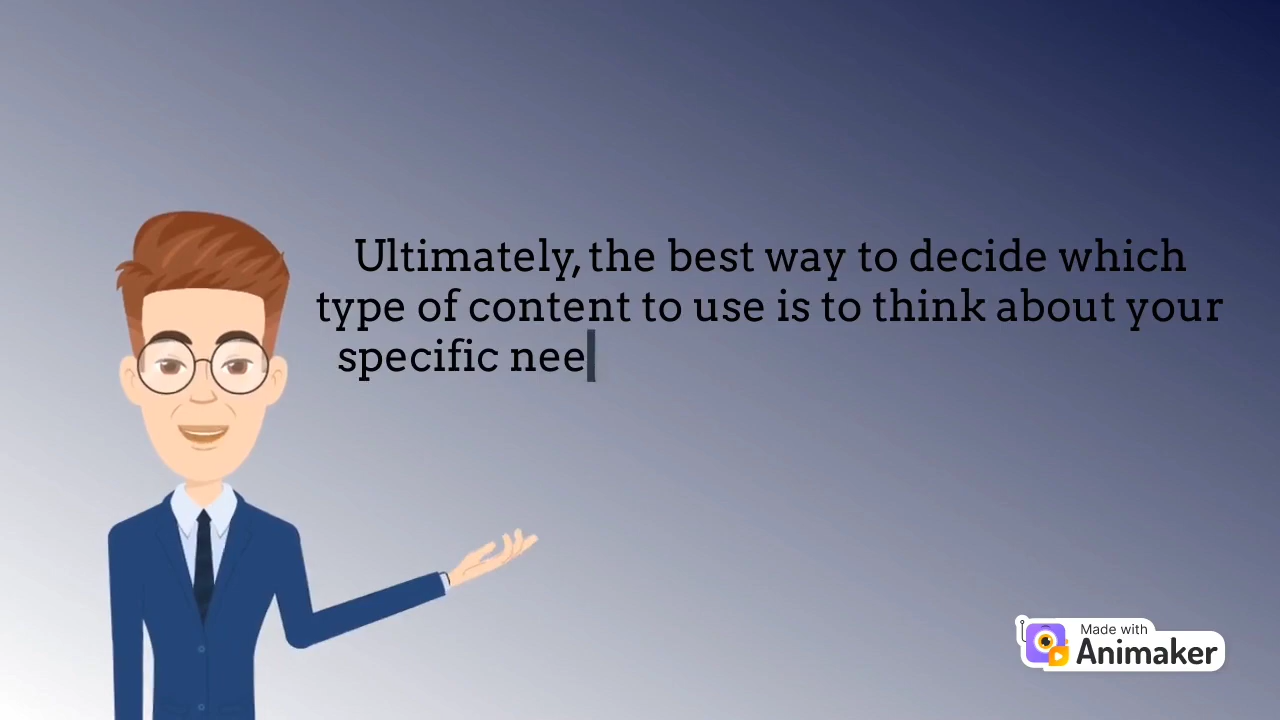 Ultimately, the best way to decide which
type of content to use is to think about your
specific nee
Made with
Animaker